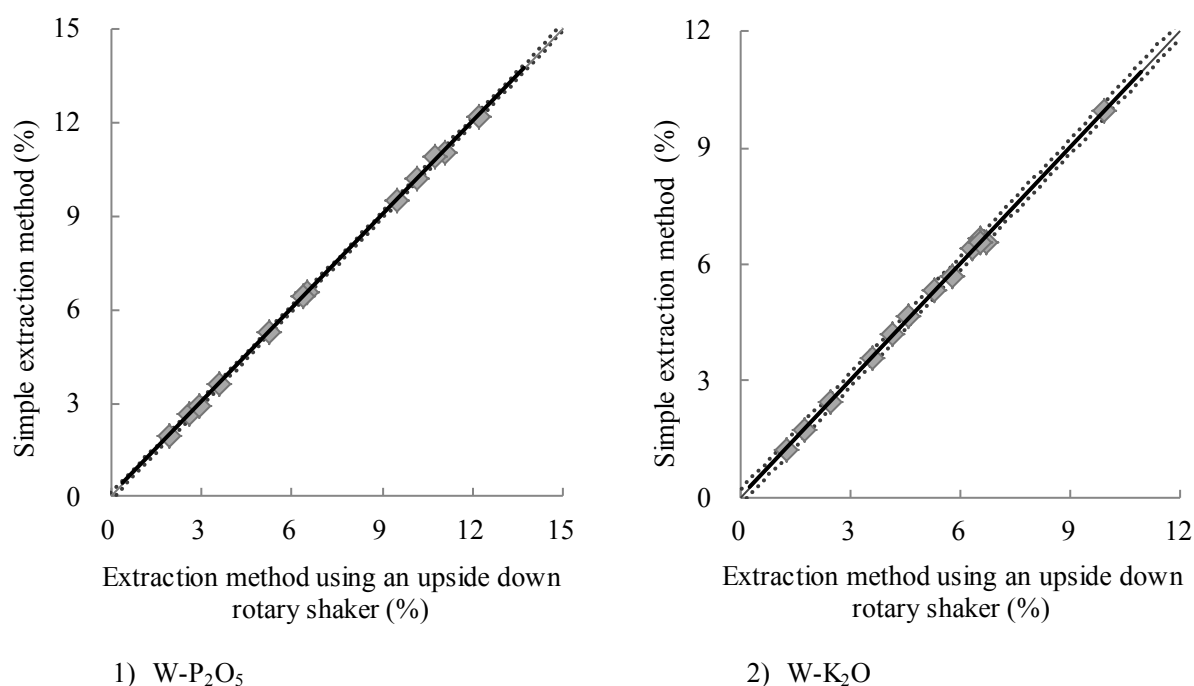 15
12
9
6
3
0
Simple extraction method (%)
0 3 6 9 12 15
Extraction method using an upside down
rotary shaker (%)
1) W-P₂O₅
12
9
6
3
0
Simple extraction method (%)
0 3 6 9 12
Extraction method using an upside down
rotary shaker (%)
2) W-K₂O